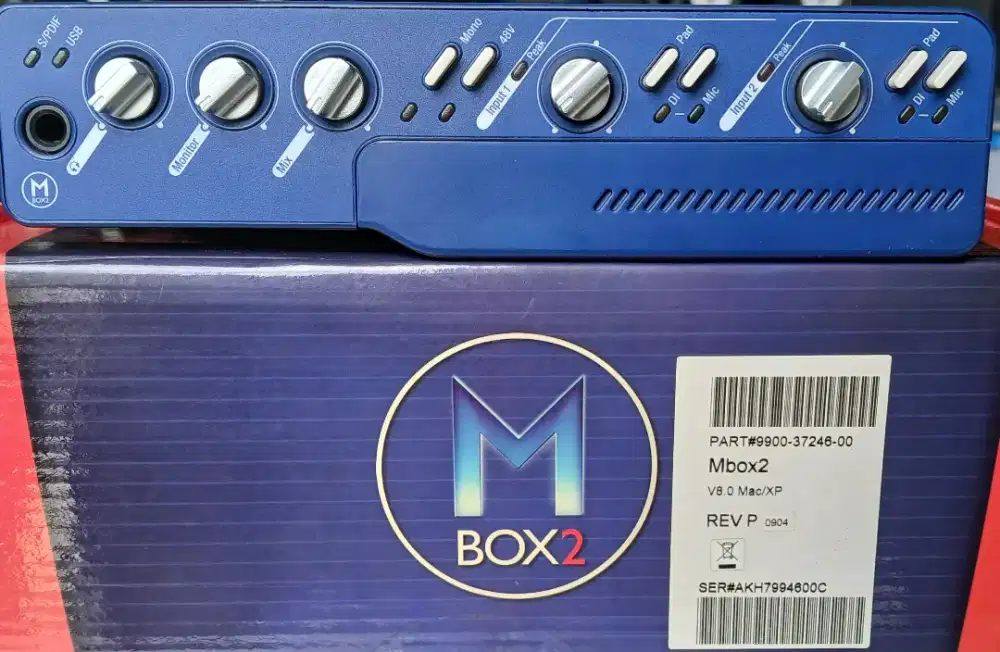 S/PDIF
USB
Mono
48V
Peak
Pad
Peak
Pad
Input 1
DI
Mic
Input 2
DI
Mic
Monitor
Mix
M
BOX2
M
BOX2
PART#9900-37246-00
Mbox2
V8.0 Mac/XP
REV P 0904
SER#AKH7994600C